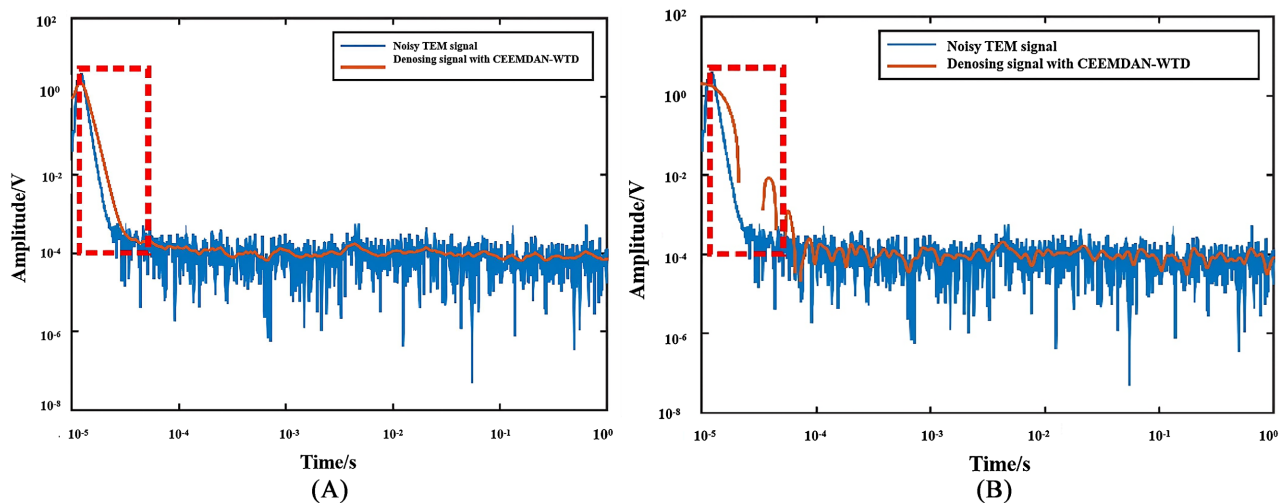 10² 
Noisy TEM signal
Denosing signal with CEEMDAN-WTD
10⁰
10⁻²
10⁻⁴
10⁻⁶
10⁻⁸
Amplitude/V
10⁻⁵ 10⁻⁴ 10⁻³ 10⁻² 10⁻¹ 10⁰
Time/s
(A)
10²
Noisy TEM signal
Denosing signal with CEEMDAN-WTD
10⁰
10⁻²
10⁻⁴
10⁻⁶
10⁻⁸
Amplitude/V
10⁻⁵ 10⁻⁴ 10⁻³ 10⁻² 10⁻¹ 10⁰
Time/s
(B)